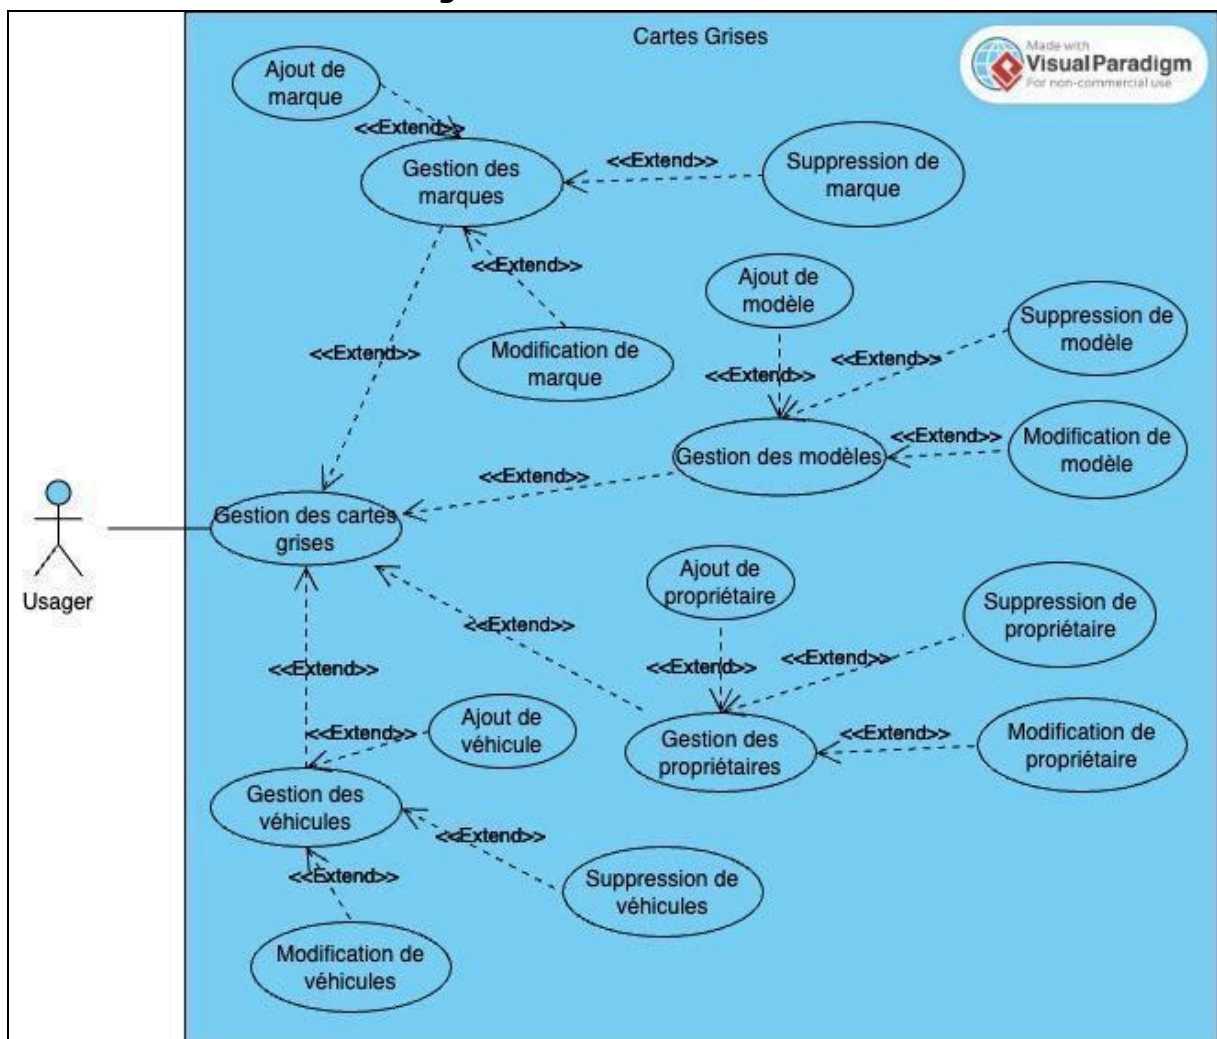 Cartes Grises
Made with
VisualParadigm
For non-commercial use
Ajout de
marque
<<Extend>>
Gestion des
marques
<<Extend>>
Suppression de
marque
<<Extend>>
Modification de
marque
<<Extend>>
Ajout de
modèle
Suppression de
modèle
<<Extend>>
<<Extend>>
Gestion des modèles
<<Extend>>
Modification de
modèle
<<Extend>>
Gestion des cartes
grises
Usager
Ajout de
propriétaire
Suppression de
propriétaire
<<Extend>>
<<Extend>>
<<Extend>>
Gestion des
propriétaires
<<Extend>>
Modification de
propriétaire
<<Extend>>
Ajout de
véhicule
<<Extend>>
Gestion des
véhicules
<<Extend>>
Suppression de
véhicules
<<Extend>>
Modification de
véhicules